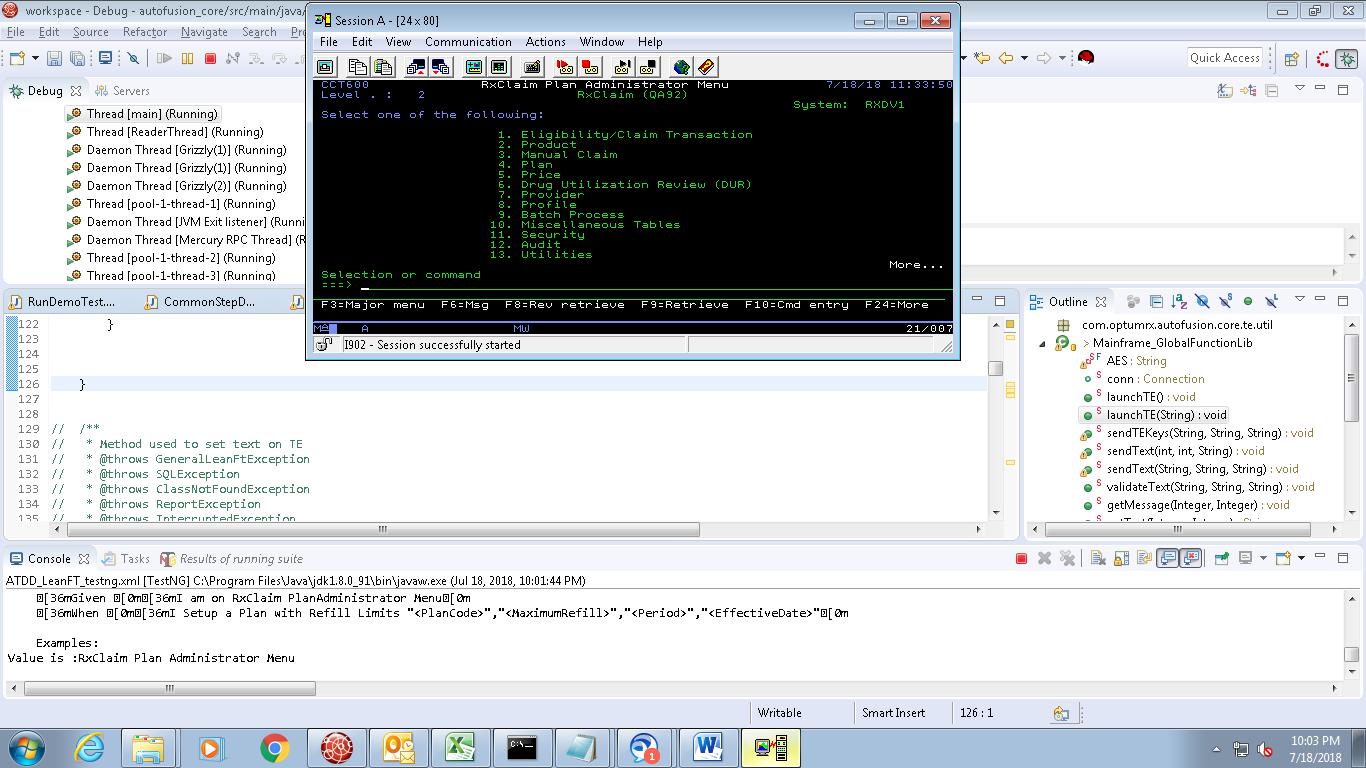 workspace - Debug - autofusion_core/src/main/java/
File Edit Source Refactor Navigate Search
Quick Access
Debug Servers
Thread [main] (Running)
Thread [ReaderThread] (Running)
Daemon Thread [Grizzly(1)] (Running)
Daemon Thread [Grizzly(1)] (Running)
Daemon Thread [Grizzly(2)] (Running)
Thread [pool-1-thread-1] (Running)
Daemon Thread [JVM Exit listener] (Runni
Daemon Thread [Mercury RPC Thread] (R
Thread [pool-1-thread-2] (Running)
Thread [pool-1-thread-3] (Running)
Session A - [24 x 80]
File Edit View Communication Actions Window Help
CCT600 RxClaim Plan Administrator Menu 7/18/18 11:33:50
Level . : 2 RxClaim (QA92)
System: RXDV1
Select one of the following:
1. Eligibility/Claim Transaction
2. Product
3. Manual Claim
4. Plan
5. Price
6. Drug Utilization Review (DUR)
7. Provider
8. Profile
9. Batch Process
10. Miscellaneous Tables
11. Security
12. Audit
13. Utilities
More...
Selection or command
===>
F3=Major menu F6=Msg F8=Rev retrieve F9=Retrieve F10=Cmd entry F24=More
MA A MW 21/007
I902 - Session successfully started
RunDemoTest.... CommonStepD...
122 }
123
124
125
126 }
127
128
129 // /**
130 // * Method used to set text on TE
131 // * @throws GeneralLeanFtException
132 // * @throws SQLException
133 // * @throws ClassNotFoundException
134 // * @throws ReportException
135 // * @throws InterruptedException
Outline
com.optumrx.autofusion.core.te.util
> Mainframe_GlobalFunctionLib
AES : String
conn : Connection
launchTE() : void
launchTE(String) : void
sendTEKeys(String, String, String) : void
sendText(int, int, String) : void
sendText(String, String, String) : void
validateText(String, String, String) : void
getMessage(Integer, Integer) : void
Console Tasks Results of running suite
ATDD_LeanFT_testng.xml [TestNG] C:\Program Files\Java\jdk1.8.0_91\bin\javaw.exe (Jul 18, 2018, 10:01:44 PM)
[36mGiven [0m[36mI am on RxClaim PlanAdministrator Menu[0m
[36mWhen [0m[36mI Setup a Plan with Refill Limits "<PlanCode>","<MaximumRefill>","<Period>","<EffectiveDate>"[0m
Examples:
Value is :RxClaim Plan Administrator Menu
Writable Smart Insert 126 : 1
1
10:03 PM
7/18/2018